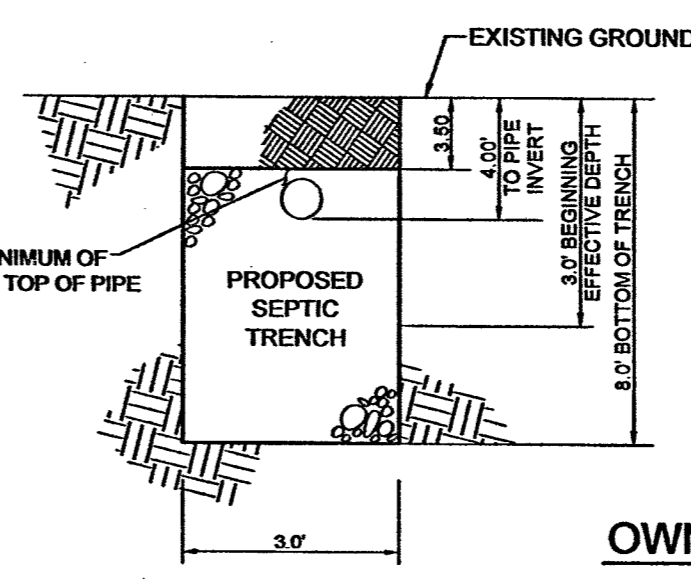 EXISTING GROUND
3.50
4.00'
TO PIPE
INVERT
3.0' BEGINNING
EFFECTIVE DEPTH
8.0' BOTTOM OF TRENCH
NIMUM OF
TOP OF PIPE
PROPOSED
SEPTIC
TRENCH
3.0'
OWN